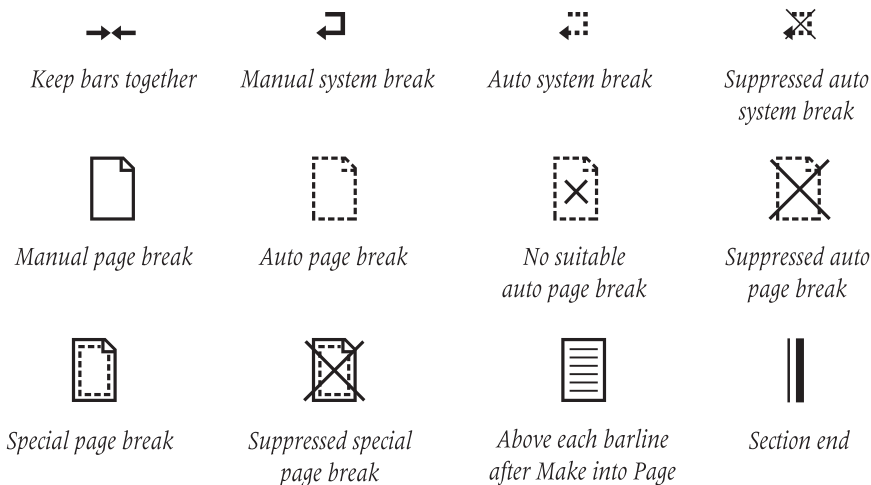 Keep bars together
Manual system break
Auto system break
Suppressed auto
system break
Manual page break
Auto page break
No suitable
auto page break
Suppressed auto
page break
Special page break
Suppressed special
page break
Above each barline
after Make into Page
Section end